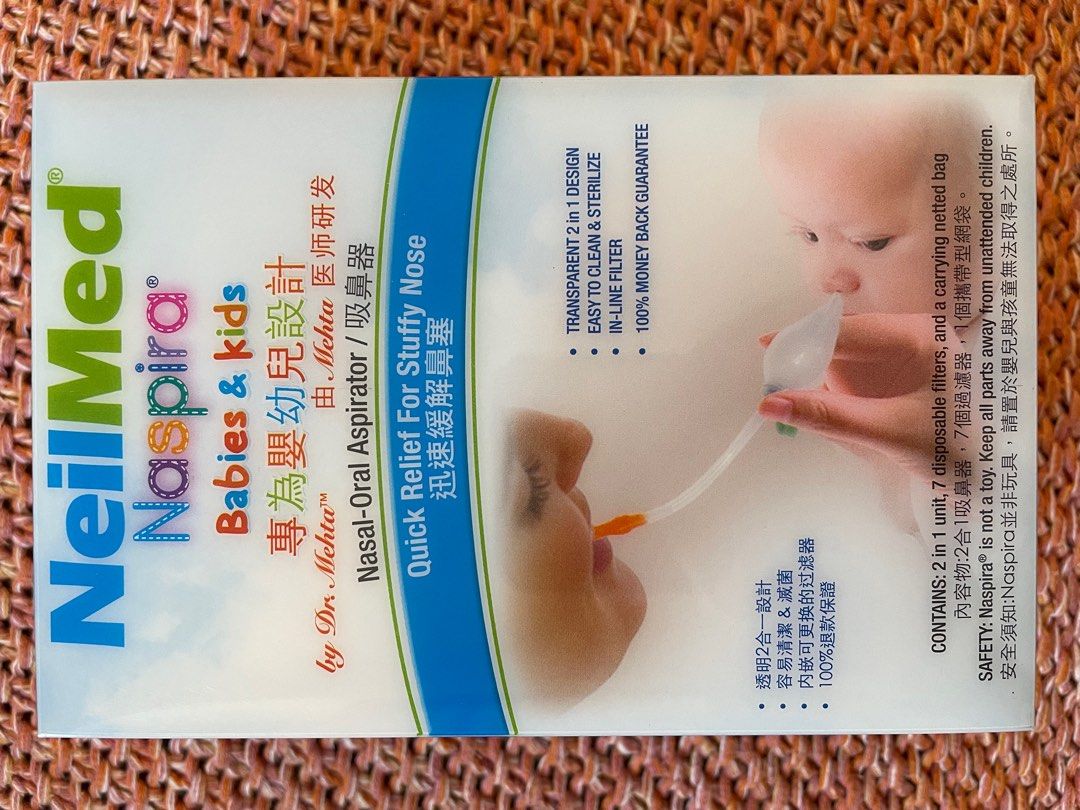 NeilMed®
Naspira®
Babies & kids
專為嬰幼兒設計
by Dr. Mehta™ 由 Mehta 医师研发
Nasal-Oral Aspirator / 吸鼻器
Quick Relief For Stuffy Nose
迅速緩解鼻塞
• TRANSPARENT 2 in 1 DESIGN
• EASY TO CLEAN & STERILIZE
• IN-LINE FILTER
• 100% MONEY BACK GUARANTEE
• 透明2合一設計
• 容易清潔 & 滅菌
• 内嵌可更换的过滤器
• 100%退款保證
CONTAINS: 2 in 1 unit, 7 disposable filters, and a carrying netted bag
內容物:2合1吸鼻器，7個過濾器，1個攜帶型網袋。
SAFETY: Naspira® is not a toy. Keep all parts away from unattended children.
安全須知:Naspira並非玩具，請置於嬰兒與孩童無法取得之處所。